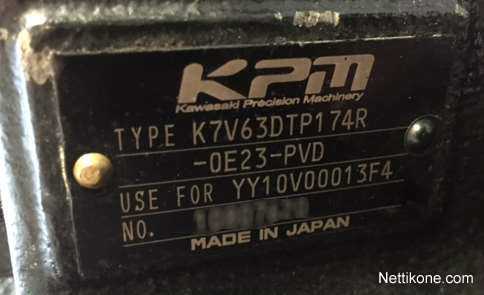 KPM
Kawasaki Precision Machinery
TYPE K7V63DTP174R
-0E23-PVD
USE FOR YY10V00013F4
NO.
MADE IN JAPAN
Nettikone.com